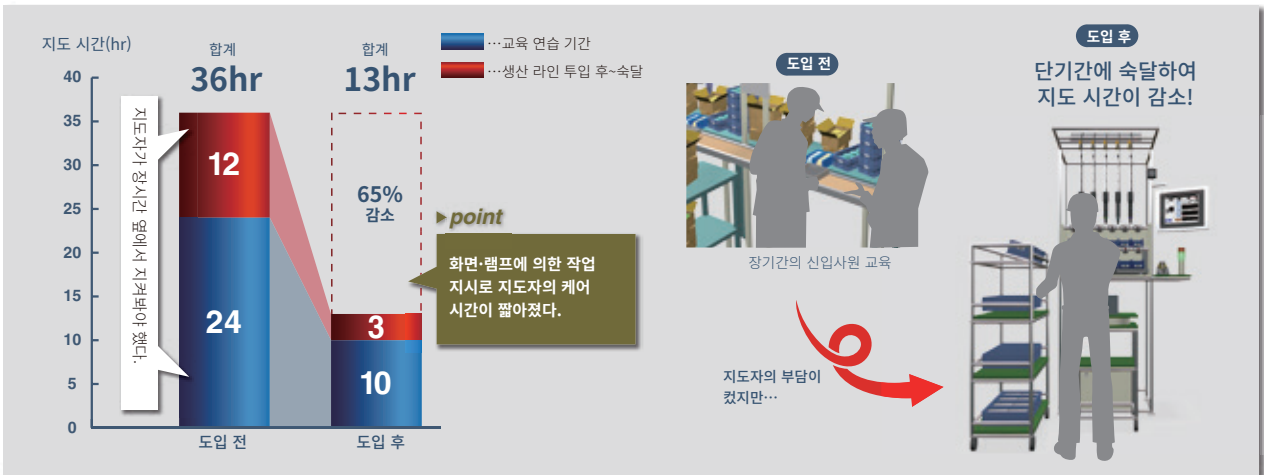 지도 시간(hr)
합계
36hr
합계
13hr
…교육 연습 기간
…생산 라인 투입 후~숙달
40
35
30
25
20
15
10
5
0
지도자가 장시간 옆에서 지켜봐야 했다.
12
24
65%
감소
3
10
도입 전
도입 후
point
화면·램프에 의한 작업
지시로 지도자의 케어
시간이 짧아졌다.
도입 전
장기간의 신입사원 교육
지도자의 부담이
컸지만…
도입 후
단기간에 숙달하여
지도 시간이 감소!